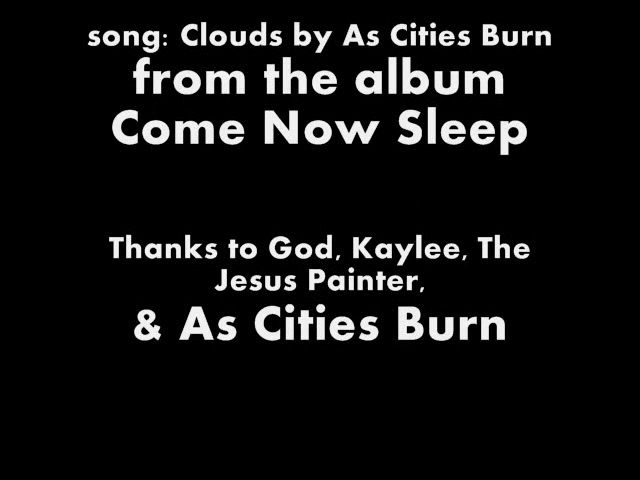 song: Clouds by As Cities Burn
from the album
Come Now Sleep
Thanks to God, Kaylee, The
Jesus Painter,
& As Cities Burn